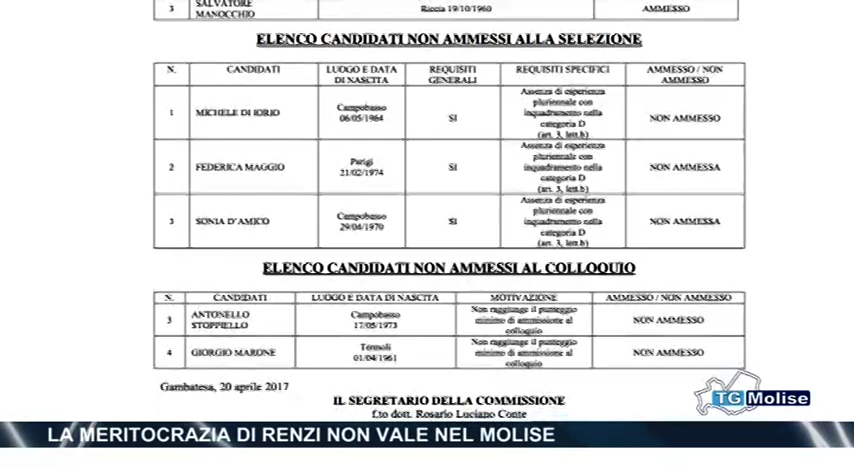 SALVATORE
3 MANOCCHIO Riccia 19/10/1960 AMMESSO
ELENCO CANDIDATI NON AMMESSI ALLA SELEZIONE
N. CANDIDATI LUOGO E DATA DI NASCITA REQUISITI GENERALI REQUISITI SPECIFICI AMMESSO / NON AMMESSO
1 MICHELE DI IORIO Campobasso 06/05/1964 SI Assenza di esperienza pluriennale con inquadramento nella categoria D (art. 3, lett.b) NON AMMESSO
2 FEDERICA MAGGIO Parigi 21/02/1974 SI Assenza di esperienza pluriennale con inquadramento nella categoria D (art. 3, lett.b) NON AMMESSA
3 SONIA D'AMICO Campobasso 29/04/1970 SI Assenza di esperienza pluriennale con inquadramento nella categoria D (art. 3, lett.b) NON AMMESSA
ELENCO CANDIDATI NON AMMESSI AL COLLOQUIO
N. CANDIDATI LUOGO E DATA DI NASCITA MOTIVAZIONE AMMESSO / NON AMMESSO
3 ANTONELLO STOPPIELLO Campobasso 17/05/1973 Non raggiunge il punteggio minimo di ammissione al colloquio NON AMMESSO
4 GIORGIO MARONE Termoli 01/04/1961 Non raggiunge il punteggio minimo di ammissione al colloquio NON AMMESSO
Gambatesa, 20 aprile 2017
IL SEGRETARIO DELLA COMMISSIONE
f.to dott. Rosario Luciano Conte
TG Molise
LA MERITOCRAZIA DI RENZI NON VALE NEL MOLISE